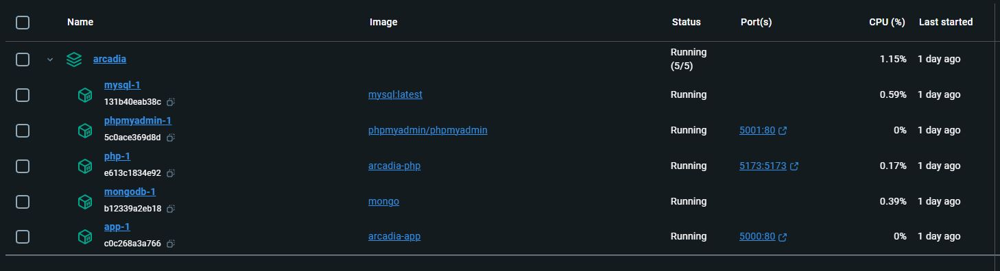 Name Image Status Port(s) CPU (%) Last started
arcadia Running (5/5) 1.15% 1 day ago
mysql-1
131b40eab38c mysql:latest Running 0.59% 1 day ago
phpmyadmin-1
5c0ace369d8d phpmyadmin/phpmyadmin Running 5001:80 0% 1 day ago
php-1
e613c1834e92 arcadia-php Running 5173:5173 0.17% 1 day ago
mongodb-1
b12339a2eb18 mongo Running 0.39% 1 day ago
app-1
c0c268a3a766 arcadia-app Running 5000:80 0% 1 day ago